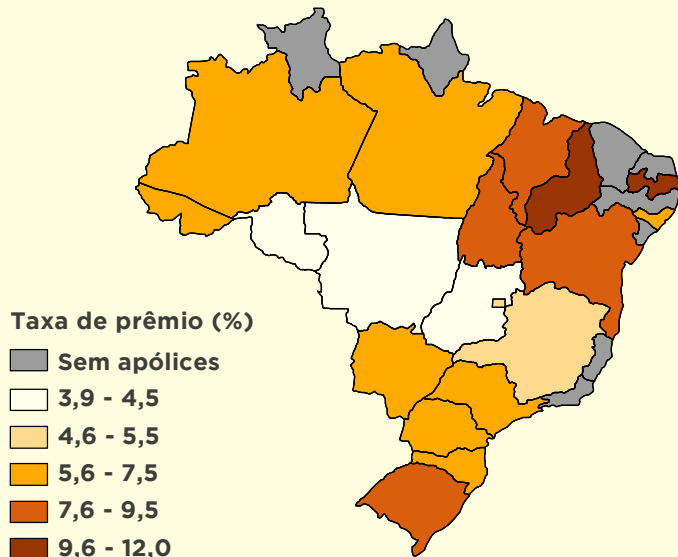 Taxa de prêmio (%)
Sem apólices
3,9 - 4,5
4,6 - 5,5
5,6 - 7,5
7,6 - 9,5
9,6 - 12,0